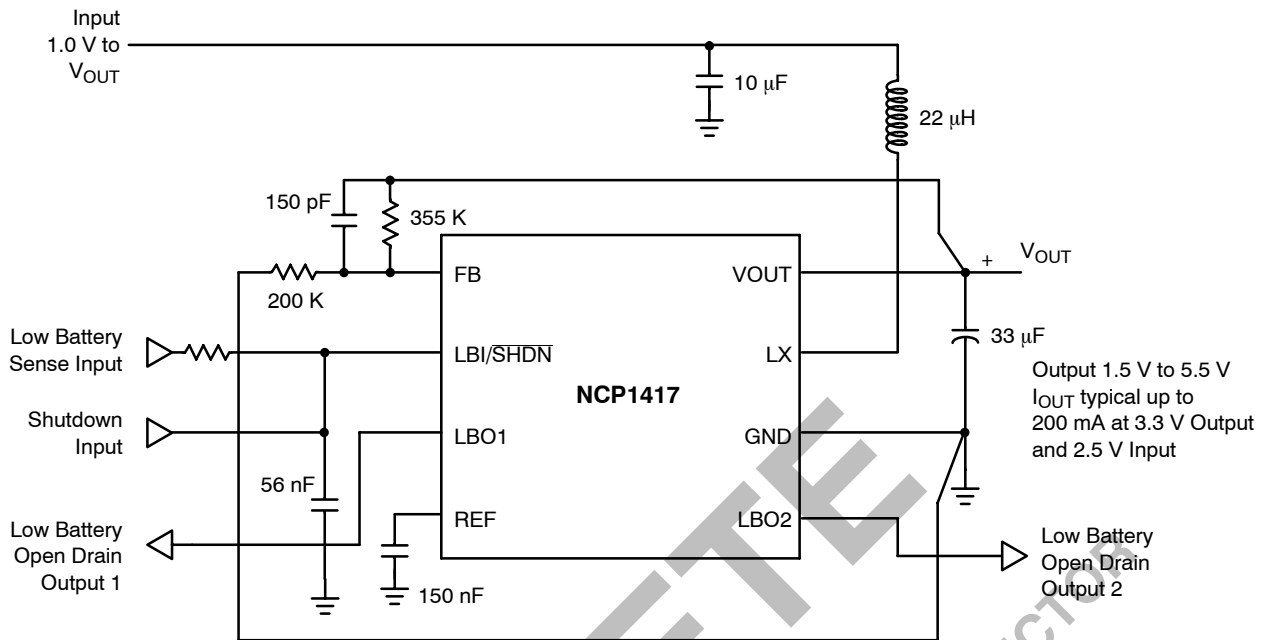 Input
1.0 V to
VOUT
10 μF
22 μH
150 pF
355 K
FB
VOUT
+
VOUT
200 K
Low Battery
Sense Input
LBI/SHDN
LX
33 μF
NCP1417
Output 1.5 V to 5.5 V
IOUT typical up to
200 mA at 3.3 V Output
and 2.5 V Input
Shutdown
Input
LBO1
GND
56 nF
REF
LBO2
Low Battery
Open Drain
Output 1
150 nF
Low Battery
Open Drain
Output 2